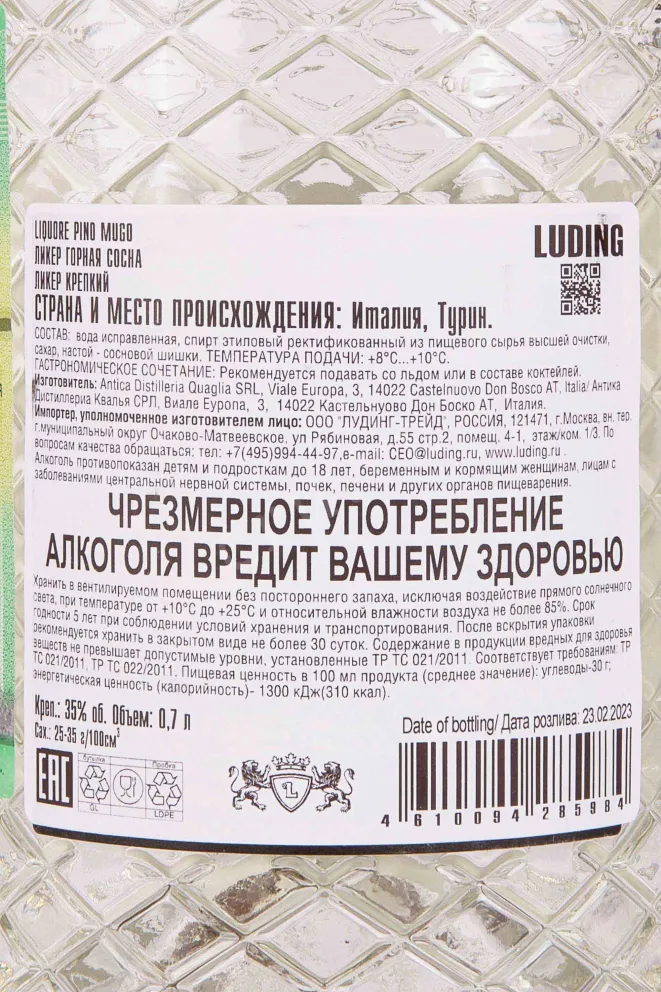 LIQUORE PINO MUGO
ЛИКЕР ГОРНАЯ СОСНА
ЛИКЕР КРЕПКИЙ
LUDING
СТРАНА И МЕСТО ПРОИСХОЖДЕНИЯ: Италия, Турин.
СОСТАВ: вода исправленная, спирт этиловый ректификованный из пищевого сырья высшей очистки,
сахар, настой - сосновой шишки. ТЕМПЕРАТУРА ПОДАЧИ: +8°C...+10°C.
ГАСТРОНОМИЧЕСКОЕ СОЧЕТАНИЕ: Рекомендуется подавать со льдом или в составе коктейлей.
Изготовитель: Antica Distilleria Quaglia SRL, Viale Europa, 3, 14022 Castelnuovo Don Bosco AT, Italia/ Антика
Дистиллериа Квалья СРЛ, Виале Еуропа, 3, 14022 Кастельнуово Дон Боско АТ, Италия.
Импортер, уполномоченное изготовителем лицо: ООО "ЛУДИНГ-ТРЕЙД", РОССИЯ, 121471, г.Москва, вн. тер.
г.муниципальный округ Очаково-Матвеевское, ул Рябиновая, д.55 стр.2, помещ. 4-1, этаж/ком. 1/3. По
вопросам качества обращаться: тел: +7(495)994-44-97,e-mail: CEO@luding.ru, www.luding.ru .
Алкоголь противопоказан детям и подросткам до 18 лет, беременным и кормящим женщинам, лицам с
заболеваниями центральной нервной системы, почек, печени и других органов пищеварения.
ЧРЕЗМЕРНОЕ УПОТРЕБЛЕНИЕ
АЛКОГОЛЯ ВРЕДИТ ВАШЕМУ ЗДОРОВЬЮ
Хранить в вентилируемом помещении без постороннего запаха, исключая воздействие прямого солнечного
света, при температуре от +10°C до +25°C и относительной влажности воздуха не более 85%. Срок
годности 5 лет при соблюдении условий хранения и транспортирования. После вскрытия упаковки
рекомендуется хранить в закрытом виде не более 30 суток. Содержание в продукции вредных для здоровья
веществ не превышает допустимые уровни, установленные ТР ТС 021/2011. Соответствует требованиям: ТР
ТС 021/2011, ТР ТС 022/2011. Пищевая ценность в 100 мл продукта (среднее значение): углеводы-30 г;
энергетическая ценность (калорийность)- 1300 кДж(310 ккал).
Креп.: 35% об. Объем: 0,7 л
Сах.: 25-35 г/100см³
Date of bottling/ Дата розлива: 23.02.2023
EAC
Бутылка
Пробка
GL
LDPE
L
4 610094 285984